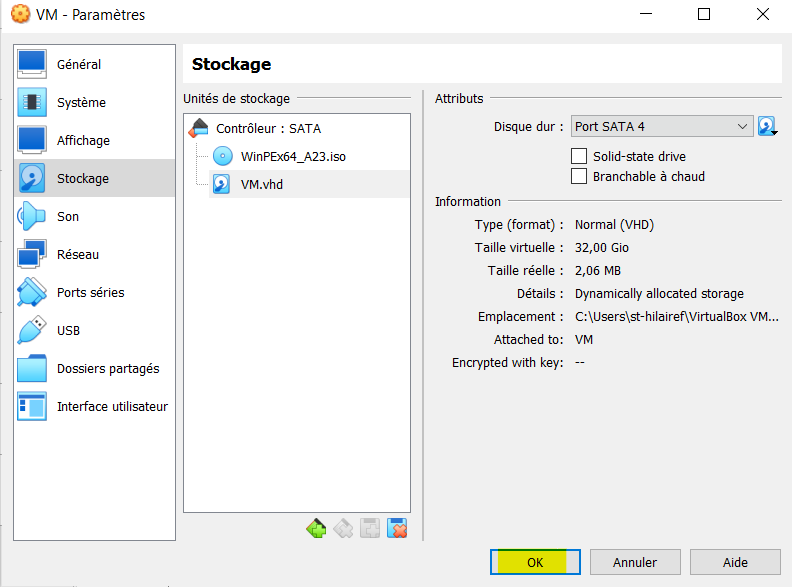 VM - Paramètres
Général
Système
Affichage
Stockage
Son
Réseau
Ports séries
USB
Dossiers partagés
Interface utilisateur
Stockage
Unités de stockage
Contrôleur : SATA
WinPEx64_A23.iso
VM.vhd
Attributs
Disque dur : Port SATA 4
Solid-state drive
Branchable à chaud
Information
Type (format) : Normal (VHD)
Taille virtuelle : 32,00 Gio
Taille réelle : 2,06 MB
Détails : Dynamically allocated storage
Emplacement : C:\Users\st-hilairef\VirtualBox VM...
Attached to: VM
Encrypted with key: --
OK Annuler Aide